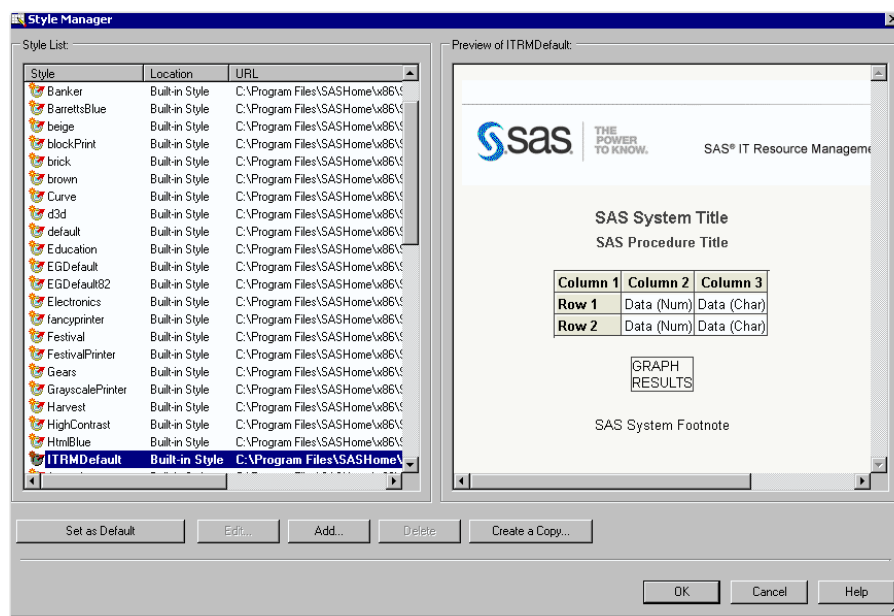 Style Manager
Style List:
Style Location URL
Banker Built-in Style C:\Program Files\SASHome\x86\S
BarrettsBlue Built-in Style C:\Program Files\SASHome\x86\S
beige Built-in Style C:\Program Files\SASHome\x86\S
blockPrint Built-in Style C:\Program Files\SASHome\x86\S
brick Built-in Style C:\Program Files\SASHome\x86\S
brown Built-in Style C:\Program Files\SASHome\x86\S
Curve Built-in Style C:\Program Files\SASHome\x86\S
d3d Built-in Style C:\Program Files\SASHome\x86\S
default Built-in Style C:\Program Files\SASHome\x86\S
Education Built-in Style C:\Program Files\SASHome\x86\S
EGDefault Built-in Style C:\Program Files\SASHome\x86\S
EGDefault82 Built-in Style C:\Program Files\SASHome\x86\S
Electronics Built-in Style C:\Program Files\SASHome\x86\S
fancyprinter Built-in Style C:\Program Files\SASHome\x86\S
Festival Built-in Style C:\Program Files\SASHome\x86\S
FestivalPrinter Built-in Style C:\Program Files\SASHome\x86\S
Gears Built-in Style C:\Program Files\SASHome\x86\S
GrayscalePrinter Built-in Style C:\Program Files\SASHome\x86\S
Harvest Built-in Style C:\Program Files\SASHome\x86\S
HighContrast Built-in Style C:\Program Files\SASHome\x86\S
HtmlBlue Built-in Style C:\Program Files\SASHome\x86\S
ITRMDefault Built-in Style C:\Program Files\SASHome\
Preview of ITRMDefault:
sas THE
POWER
TO KNOW.
SAS® IT Resource Manageme
SAS System Title
SAS Procedure Title
Column 1 Column 2 Column 3
Row 1 Data (Num) Data (Char)
Row 2 Data (Num) Data (Char)
GRAPH
RESULTS
SAS System Footnote
Set as Default Edit... Add... Delete Create a Copy...
OK Cancel Help